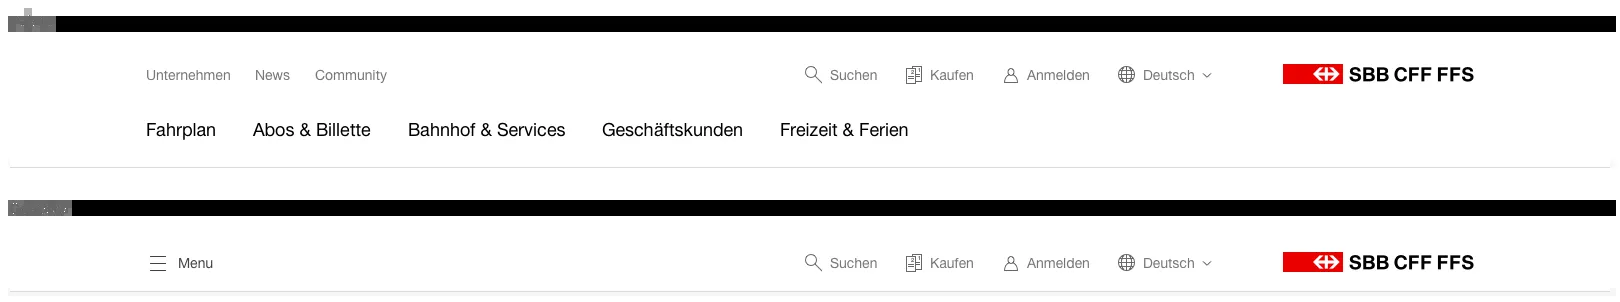 Unternehmen News Community Suchen Kaufen Anmelden Deutsch SBB CFF FFS
Fahrplan Abos & Billette Bahnhof & Services Geschäftskunden Freizeit & Ferien
Menu Suchen Kaufen Anmelden Deutsch SBB CFF FFS